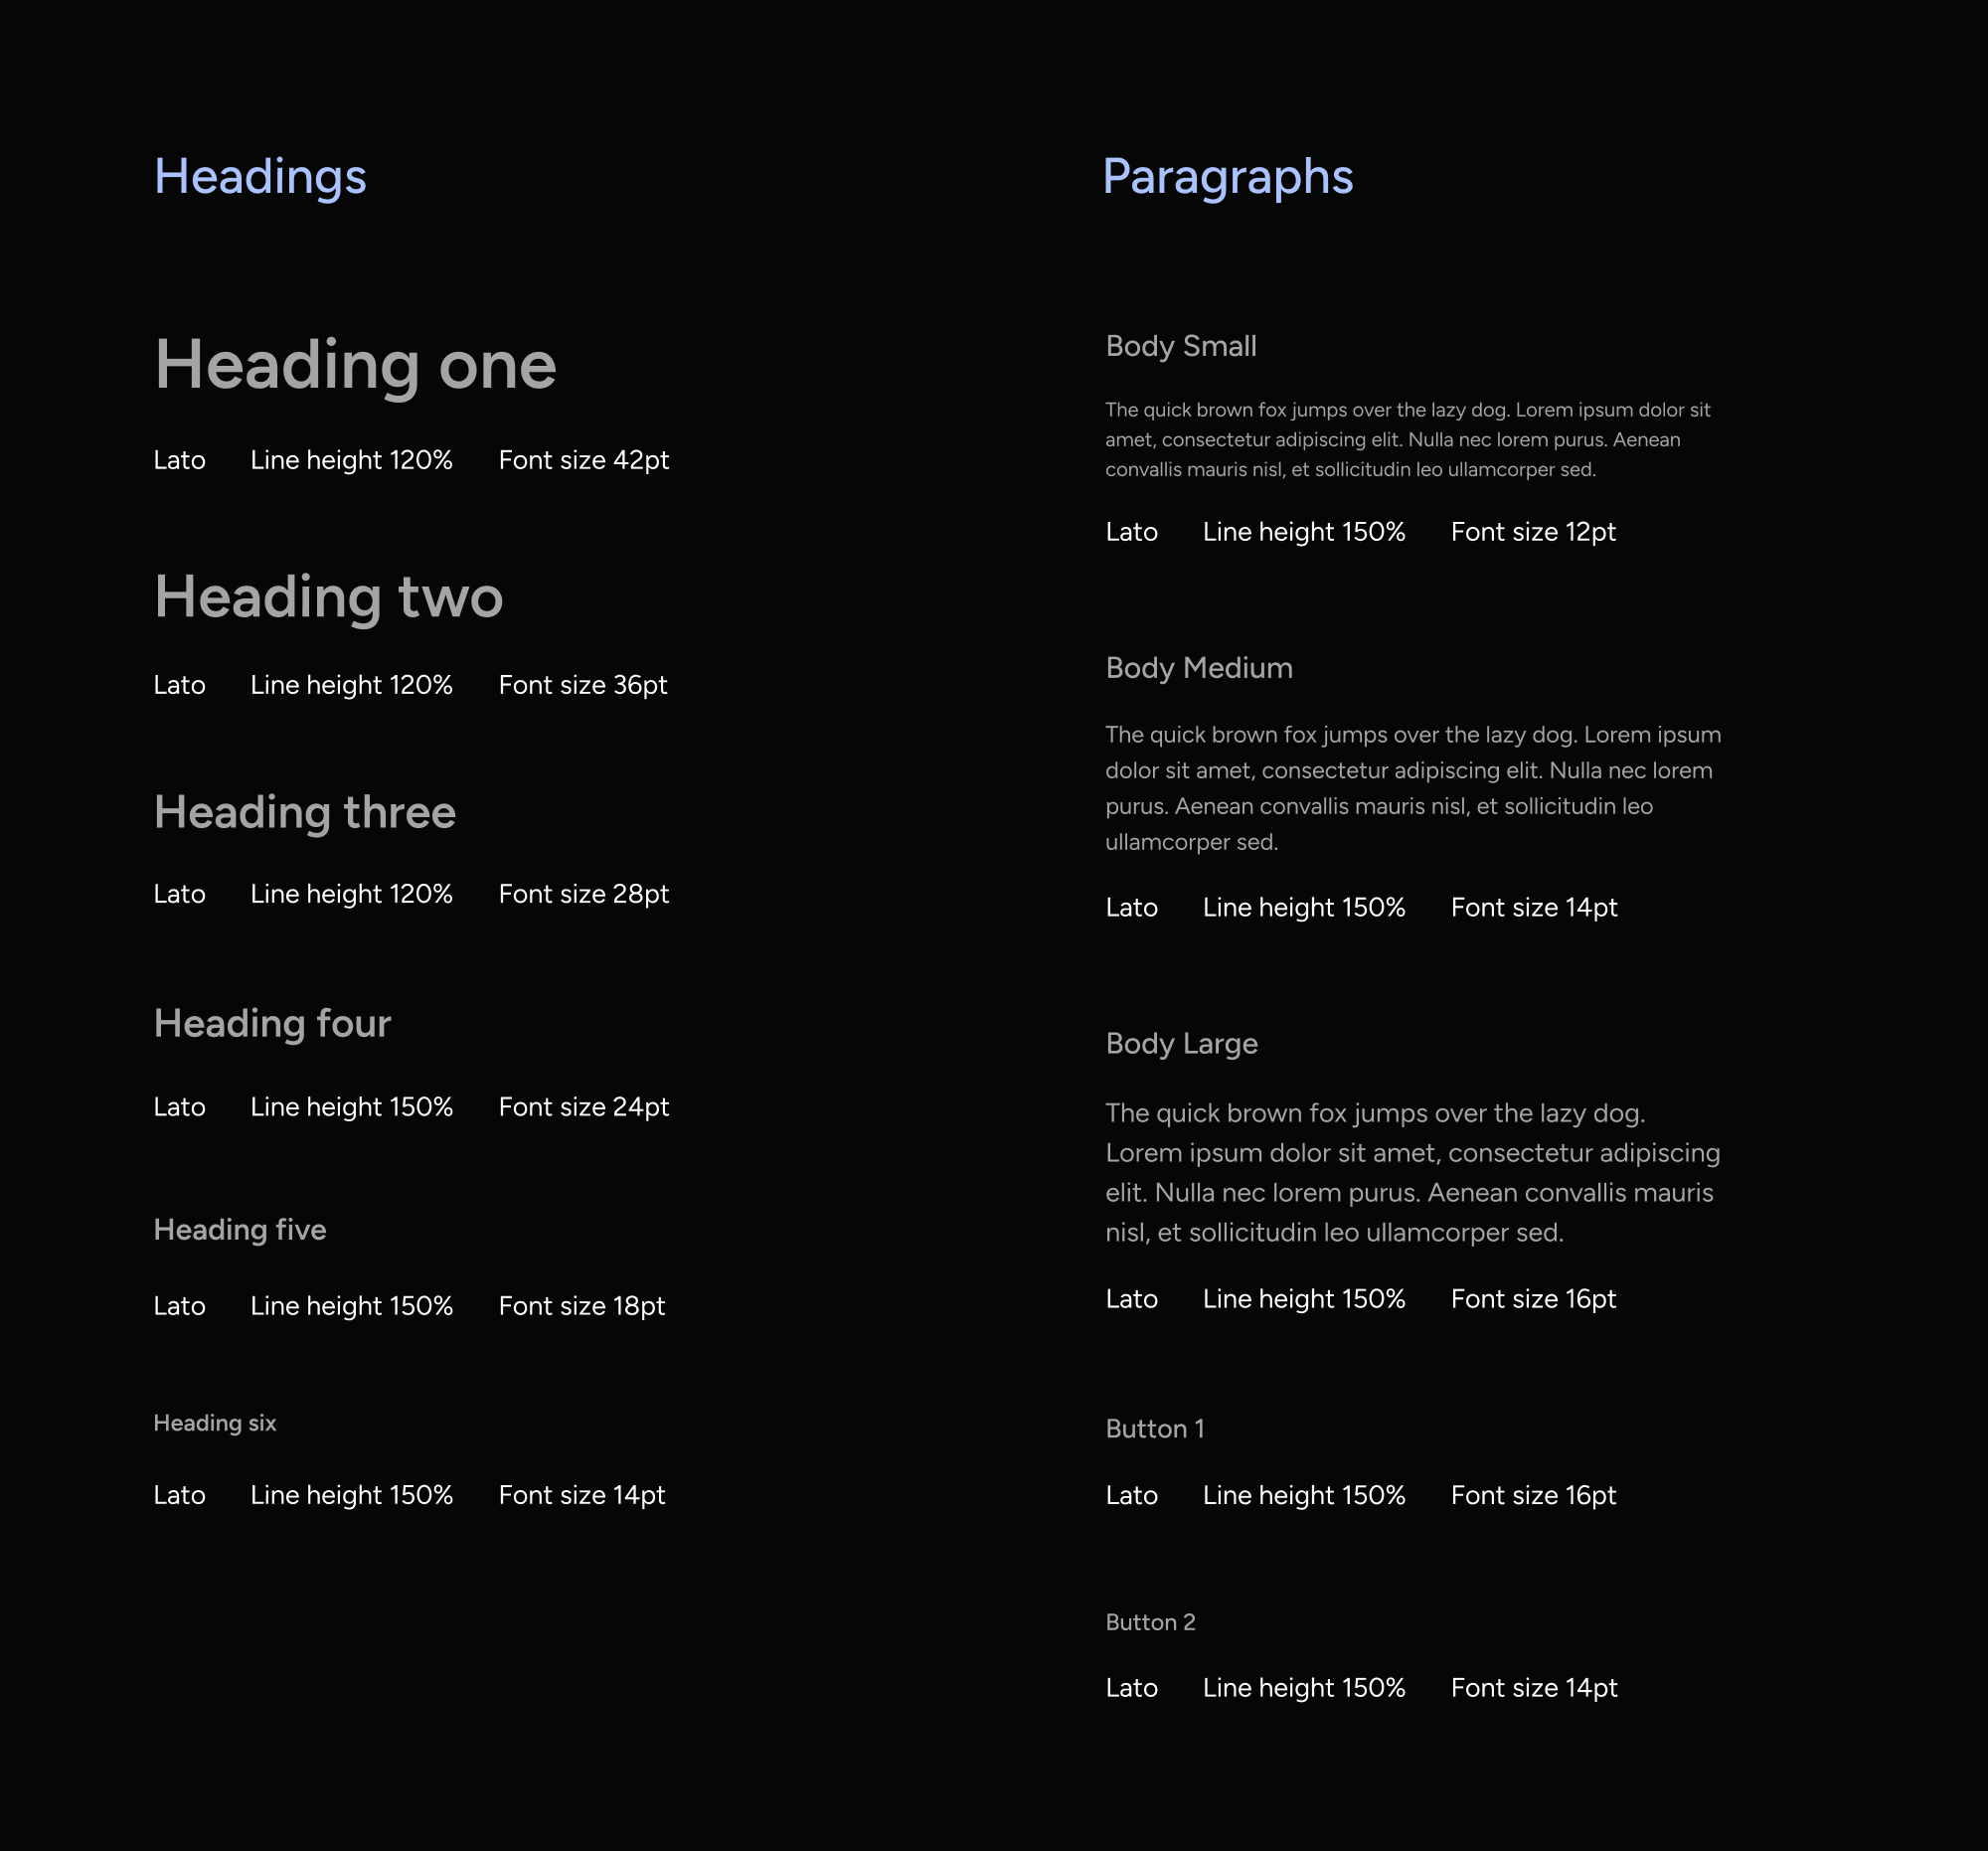 Headings
Heading one
Lato Line height 120% Font size 42pt
Heading two
Lato Line height 120% Font size 36pt
Heading three
Lato Line height 120% Font size 28pt
Heading four
Lato Line height 150% Font size 24pt
Heading five
Lato Line height 150% Font size 18pt
Heading six
Lato Line height 150% Font size 14pt
Paragraphs
Body Small
The quick brown fox jumps over the lazy dog. Lorem ipsum dolor sit
amet, consectetur adipiscing elit. Nulla nec lorem purus. Aenean
convallis mauris nisl, et sollicitudin leo ullamcorper sed.
Lato Line height 150% Font size 12pt
Body Medium
The quick brown fox jumps over the lazy dog. Lorem ipsum
dolor sit amet, consectetur adipiscing elit. Nulla nec lorem
purus. Aenean convallis mauris nisl, et sollicitudin leo
ullamcorper sed.
Lato Line height 150% Font size 14pt
Body Large
The quick brown fox jumps over the lazy dog.
Lorem ipsum dolor sit amet, consectetur adipiscing
elit. Nulla nec lorem purus. Aenean convallis mauris
nisl, et sollicitudin leo ullamcorper sed.
Lato Line height 150% Font size 16pt
Button 1
Lato Line height 150% Font size 16pt
Button 2
Lato Line height 150% Font size 14pt